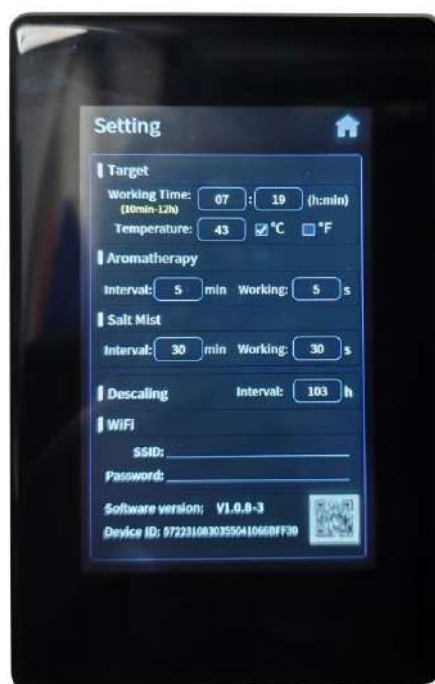 Setting
Target
Working Time: 07 : 19 (h:min)
(10min-12h)
Temperature: 43 °C °F
Aromatherapy
Interval: 5 min Working: 5 s
Salt Mist
Interval: 30 min Working: 30 s
Descaling Interval: 103 h
WiFi
SSID:
Password:
Software version: V1.0.8-3
Device ID: